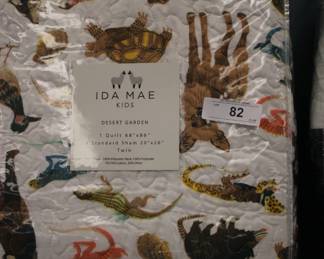 IDA MAE
KIDS
DESERT GARDEN
1 Quilt 68"x86"
1 Standard Sham 20"x26"
Twin
82